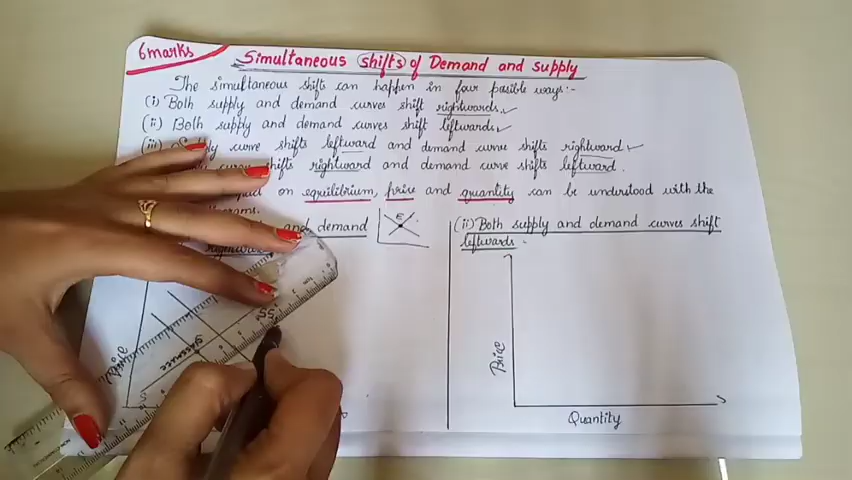 6marks
Simultaneous shifts of Demand and supply
The simultaneous shift can happen in four posible ways:-
(i) Both supply and demand curves shift rightwards.
(ii) Both supply and demand curves shift leftwards.
(iii) Supply curve shifts leftward and demand curve shifts rightward
curve shifts rightward and demand curve shifts leftward.
on equilibrium, price and quantity can be understood with the
and demand
E
(ii) Both supply and demand curves shift
leftwards :-
Price
Quantity